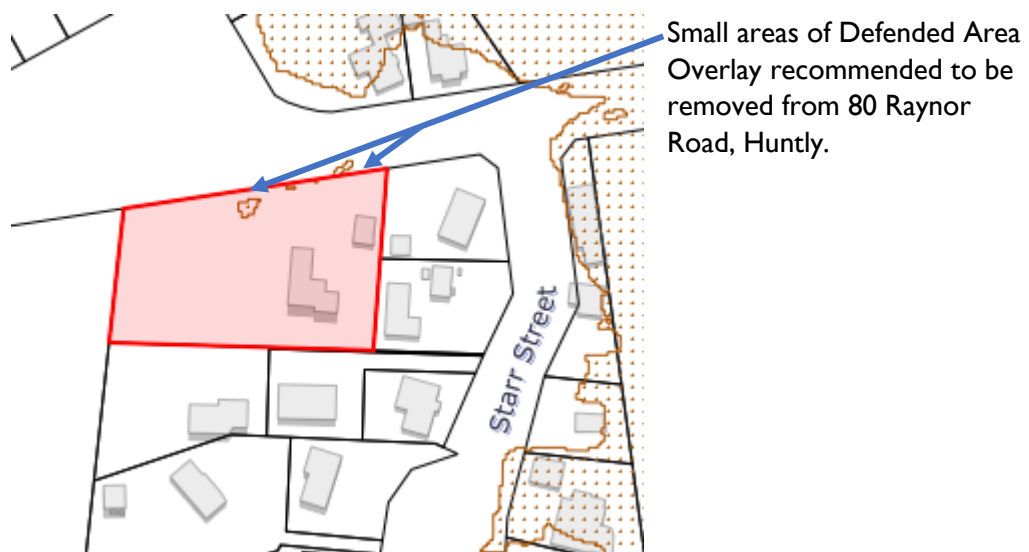 Small areas of Defended Area
Overlay recommended to be
removed from 80 Raynor
Road, Huntly.
Starr Street